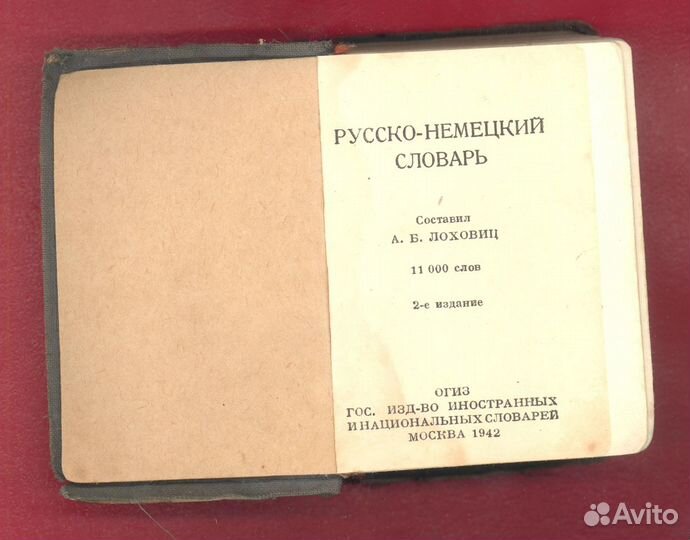 РУССКО-НЕМЕЦКИЙ
СЛОВАРЬ
Составил
А. Б. ЛОХОВИЦ
11 000 слов
2-е издание
ОГИЗ
ГОС. ИЗД-ВО ИНОСТРАННЫХ
И НАЦИОНАЛЬНЫХ СЛОВАРЕЙ
МОСКВА 1942
Avito